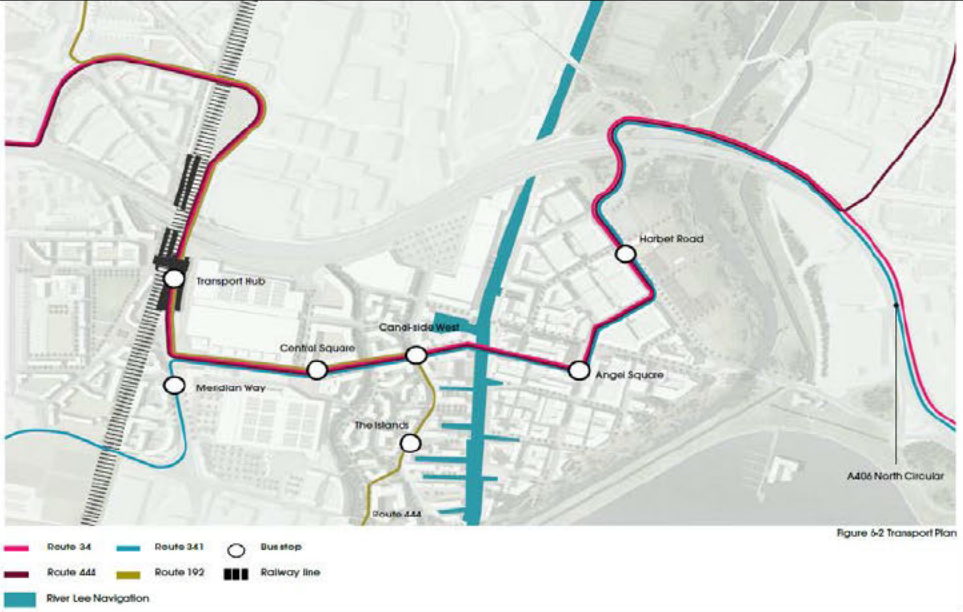 Harbet Road
Transport Hub
Canal-side West
Central Square
Angel Square
Meridian Way
The Islands
A406 North Circular
Route 444
Figure 6-2 Transport Plan
Route 34
Route 341
Bus stop
Route 444
Route 192
Railway line
River Lee Navigation